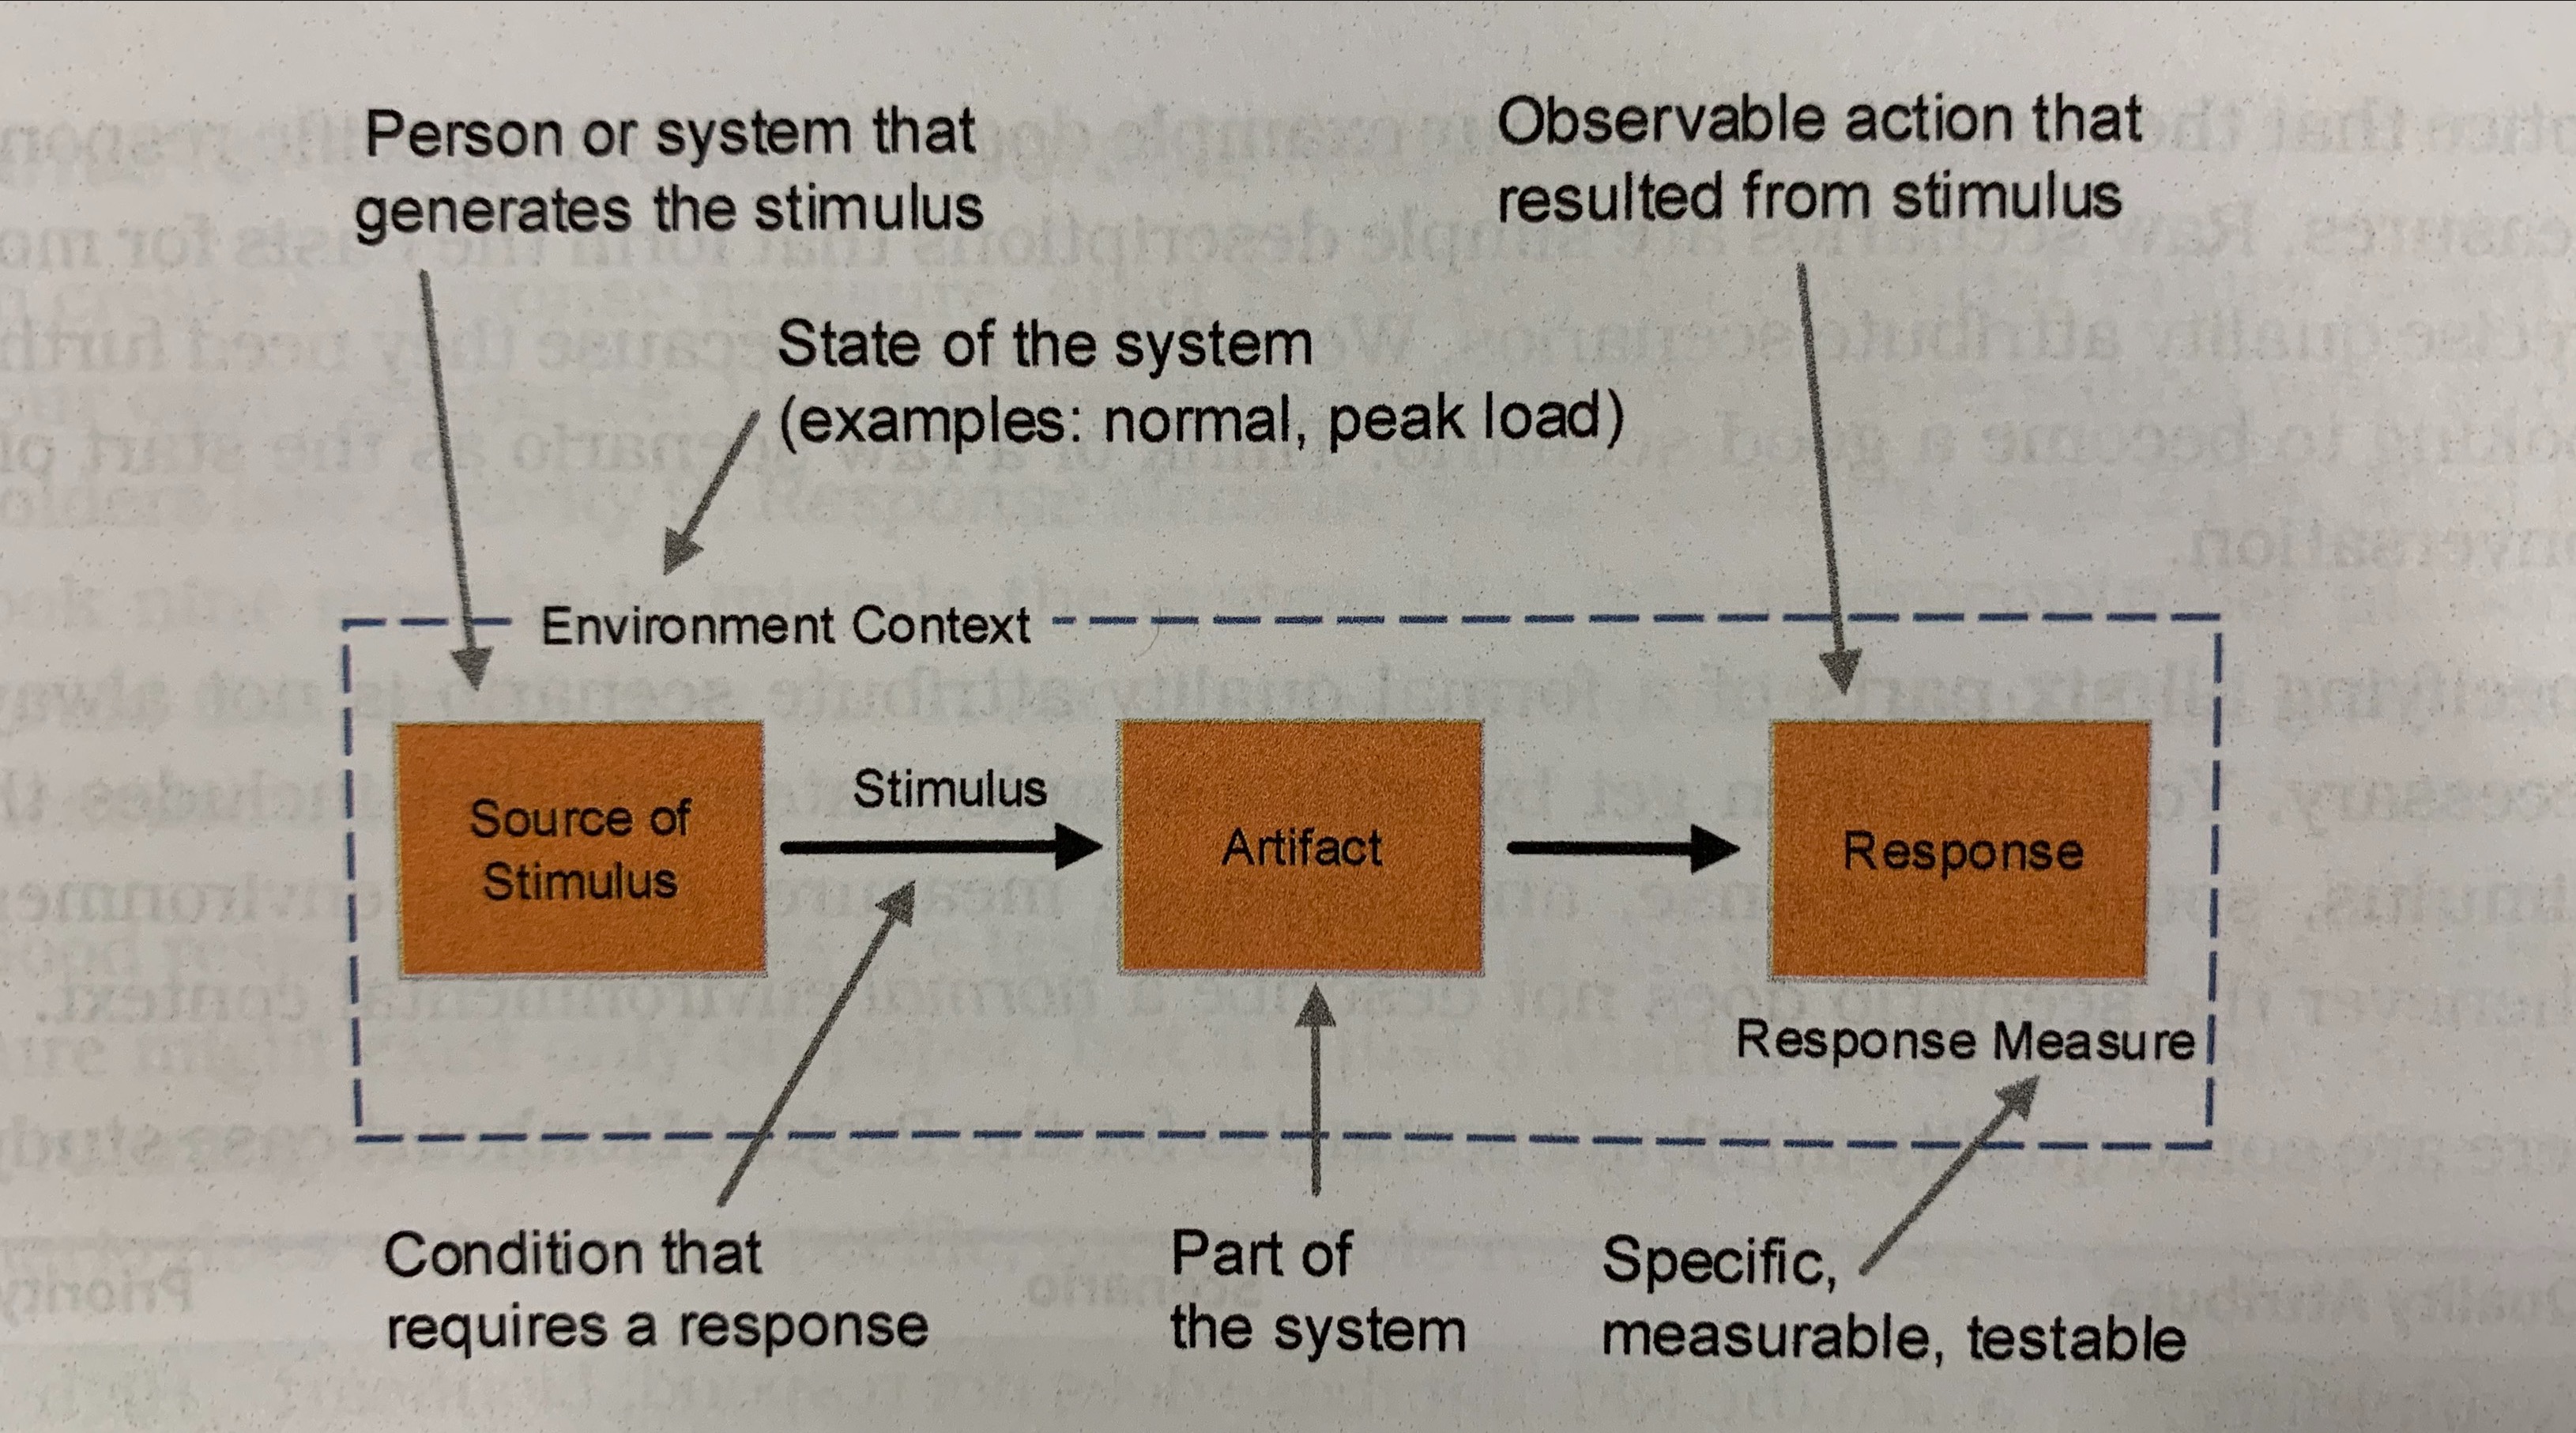 Person or system that
generates the stimulus
Observable action that
resulted from stimulus
State of the system
(examples: normal, peak load)
Environment Context
Source of
Stimulus
Stimulus
Artifact
Response
Response Measure
Condition that
requires a response
Part of
the system
Specific,
measurable, testable